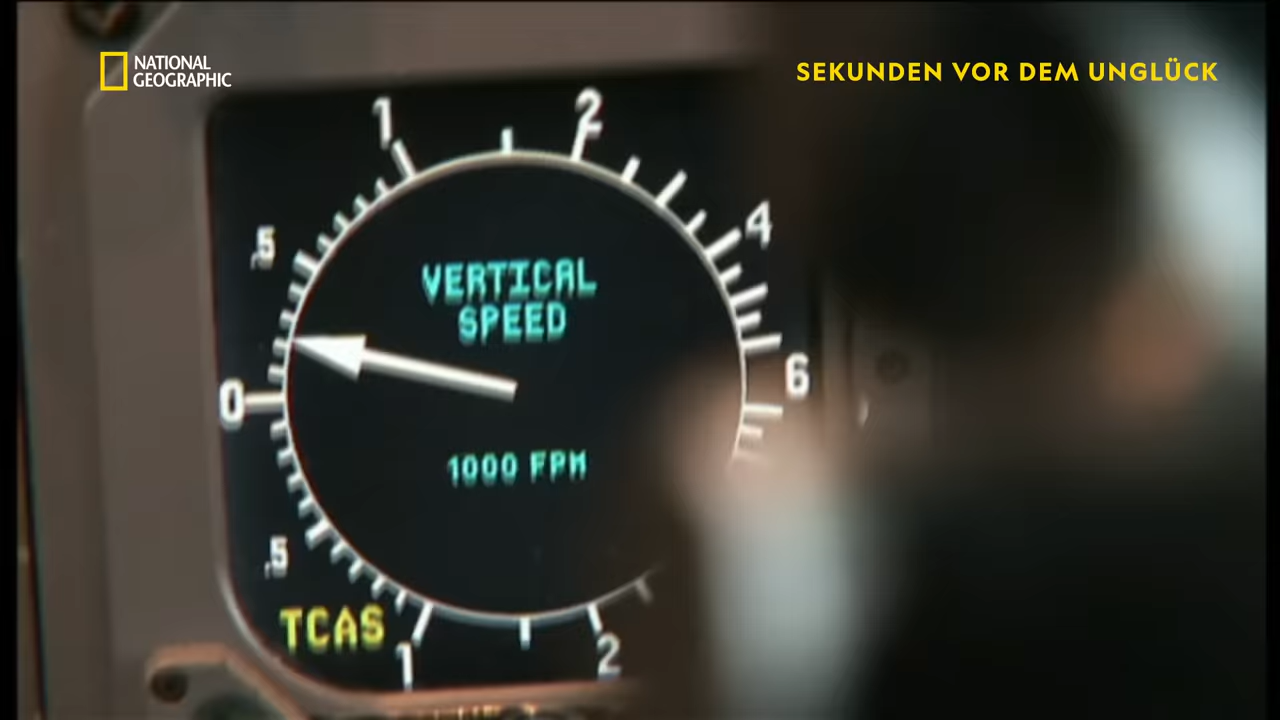 NATIONAL
GEOGRAPHIC
SEKUNDEN VOR DEM UNGLÜCK
1
2
.5
4
VERTICAL
SPEED
0
6
1000 FPM
.5
TCAS
1
2